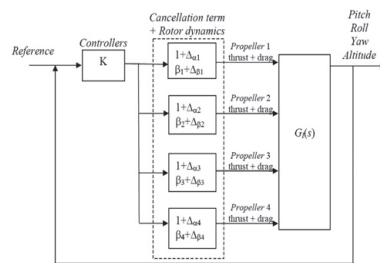 Cancellation term
+ Rotor dynamics
Pitch
Roll
Yaw
Altitude
Reference
Controllers
K
1+Δα1
β1+Δβ1
Propeller 1
thrust + drag
1+Δα2
β2+Δβ2
Propeller 2
thrust + drag
1+Δα3
β3+Δβ3
Propeller 3
thrust + drag
1+Δα4
β4+Δβ4
Propeller 4
thrust + drag
Gf(s)